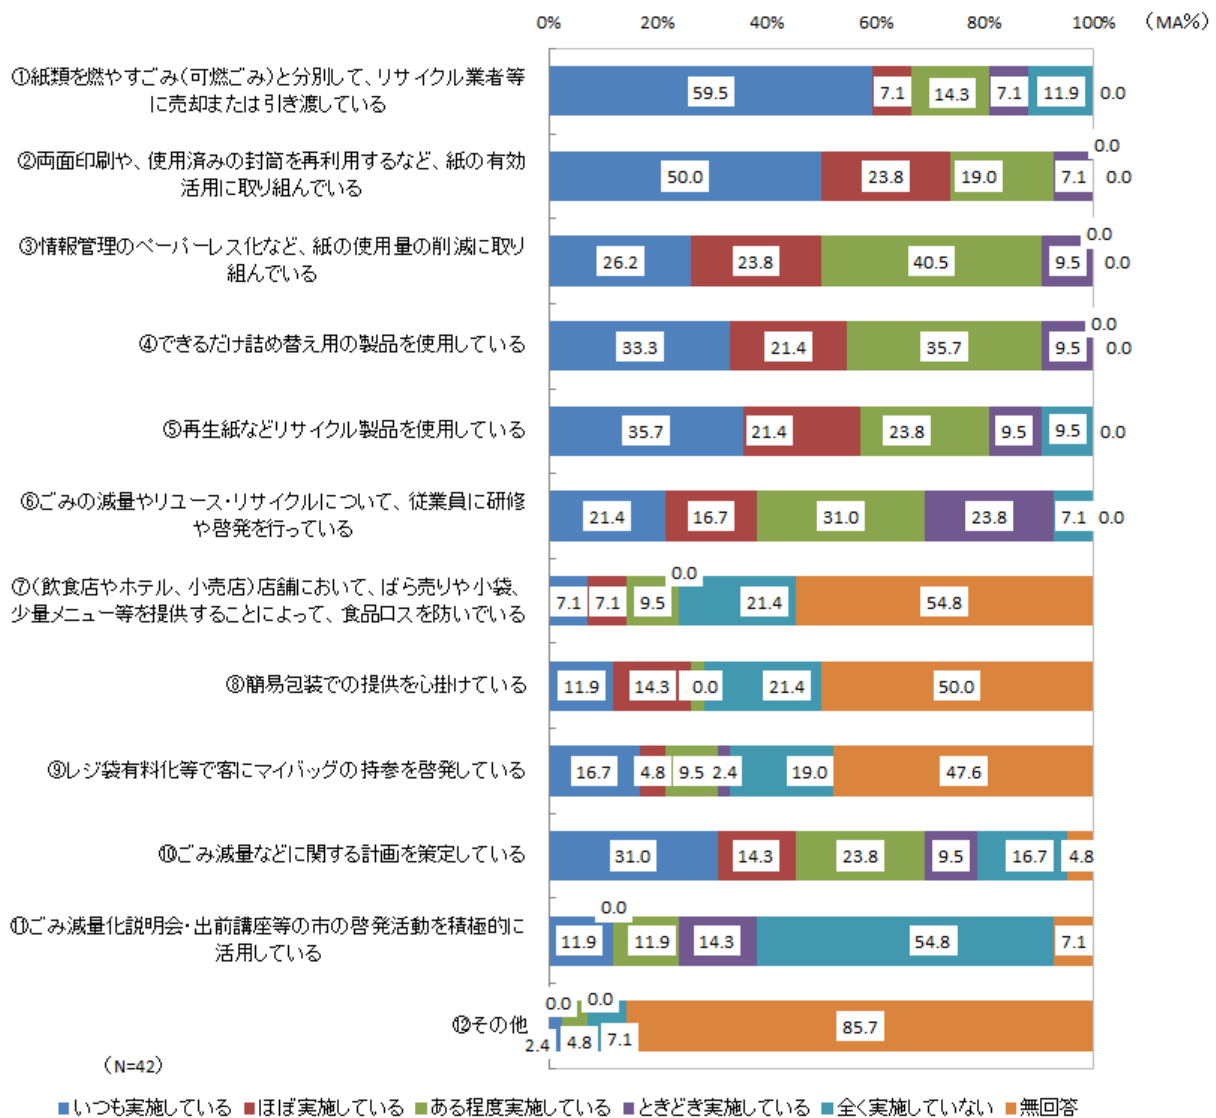 0% 20% 40% 60% 80% 100% （MA%）
①紙類を燃やすごみ（可燃ごみ）と分別して、リサイクル業者等
に売却または引き渡している
59.5 7.1 14.3 7.1 11.9 0.0
②両面印刷や、使用済みの封筒を再利用するなど、紙の有効
活用に取り組んでいる
0.0
50.0 23.8 19.0 7.1 0.0
③情報管理のペーパーレス化など、紙の使用量の削減に取り
組んでいる
0.0
26.2 23.8 40.5 9.5 0.0
④できるだけ詰め替え用の製品を使用している
0.0
33.3 21.4 35.7 9.5 0.0
⑤再生紙などリサイクル製品を使用している
35.7 21.4 23.8 9.5 9.5 0.0
⑥ごみの減量やリユース・リサイクルについて、従業員に研修
や啓発を行っている
21.4 16.7 31.0 23.8 7.1 0.0
⑦（飲食店やホテル、小売店）店舗において、ばら売りや小袋、
少量メニュー等を提供することによって、食品ロスを防いでいる
0.0
7.1 7.1 9.5 21.4 54.8
⑧簡易包装での提供を心掛けている
11.9 14.3 0.0 21.4 50.0
⑨レジ袋有料化等で客にマイバッグの持参を啓発している
16.7 4.8 9.5 2.4 19.0 47.6
⑩ごみ減量などに関する計画を策定している
31.0 14.3 23.8 9.5 16.7 4.8
⑪ごみ減量化説明会・出前講座等の市の啓発活動を積極的に
活用している
0.0
11.9 11.9 14.3 54.8 7.1
⑫その他
0.0 0.0
2.4 4.8 7.1 85.7
（N=42）
いつも実施している ほぼ実施している ある程度実施している ときどき実施している 全く実施していない 無回答